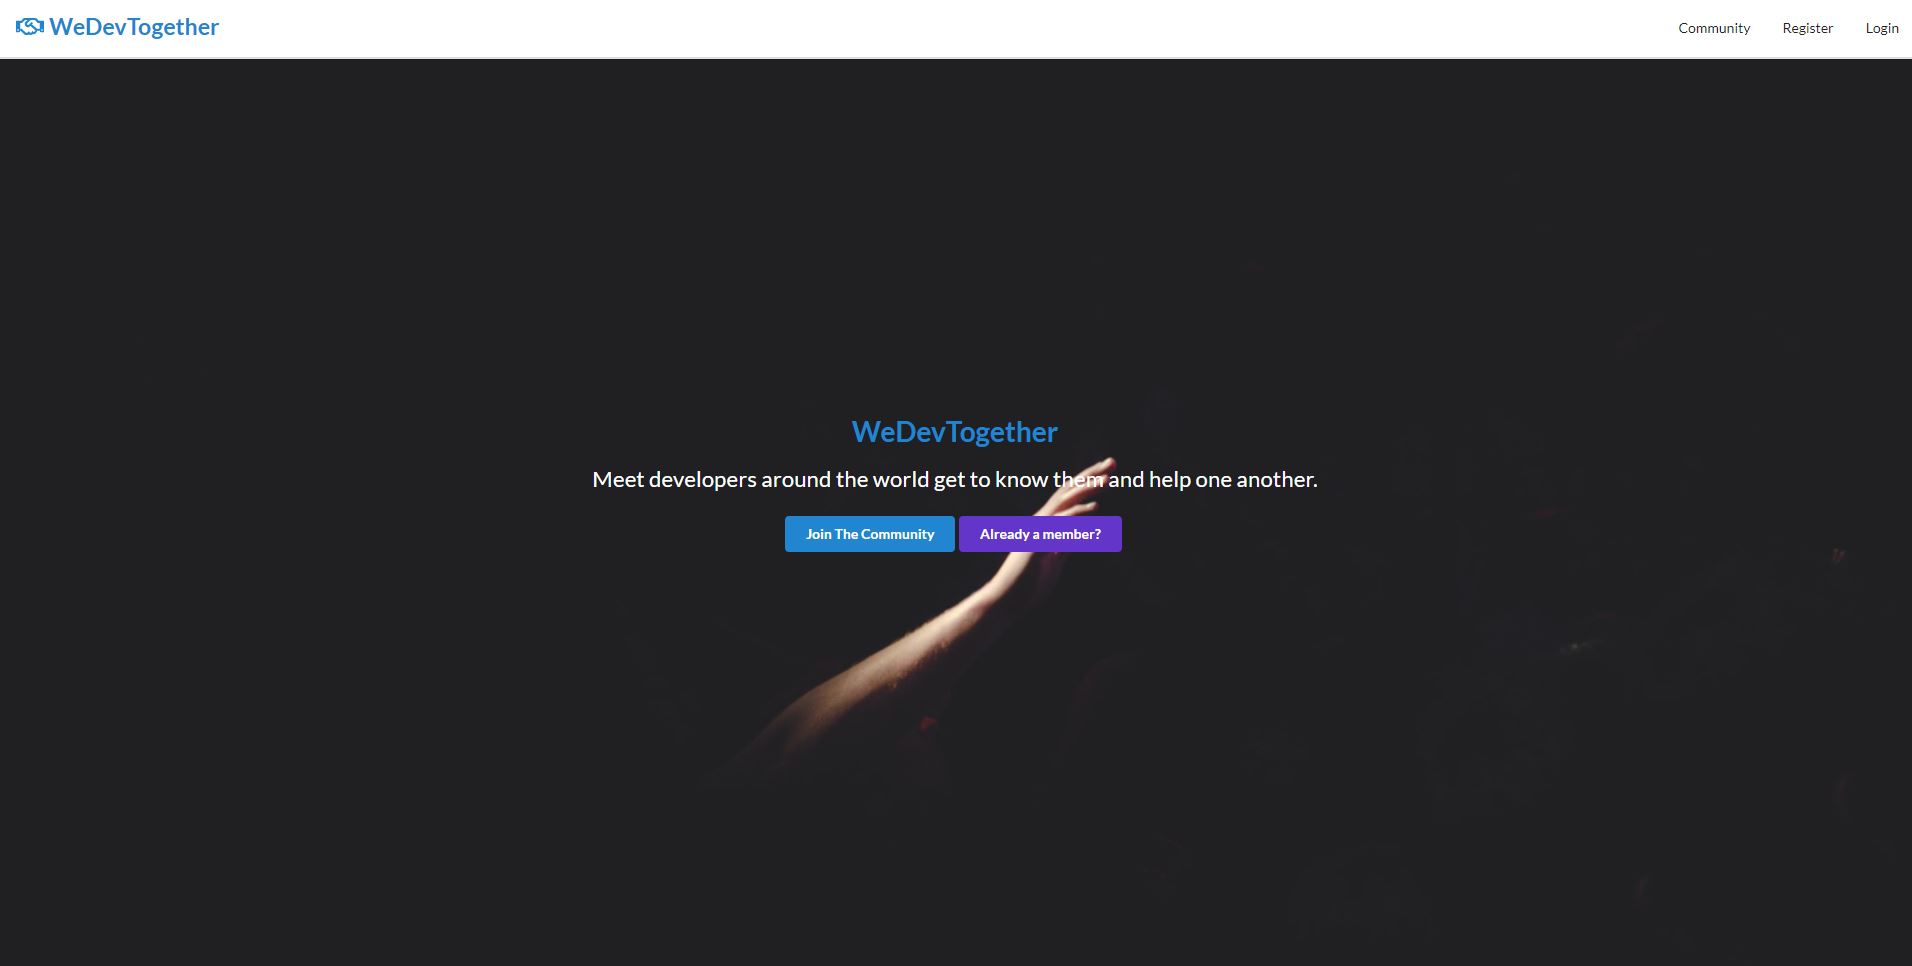 WeDevTogether
Community
Register
Login
WeDevTogether
Meet developers around the world get to know them and help one another.
Join The Community
Already a member?